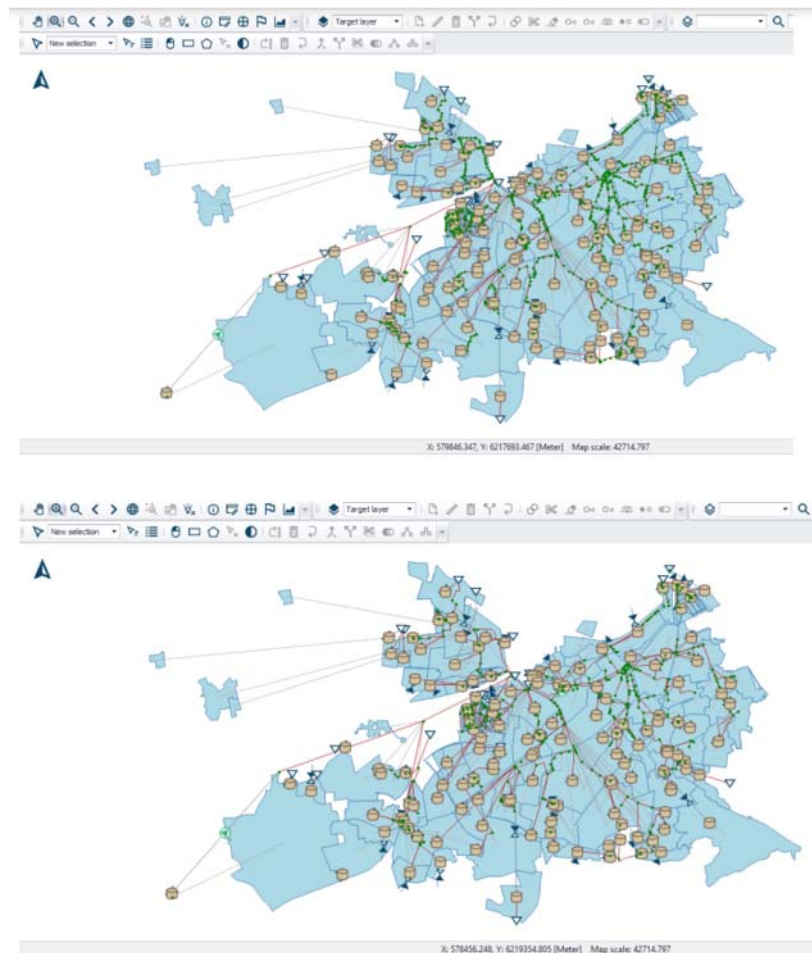 Target layer
New selection
X: 579846.347, Y: 6217693.467 [Meter] Map scale: 42714.797
Target layer
New selection
X: 578456.248, Y: 6219354.805 [Meter] Map scale: 42714.797